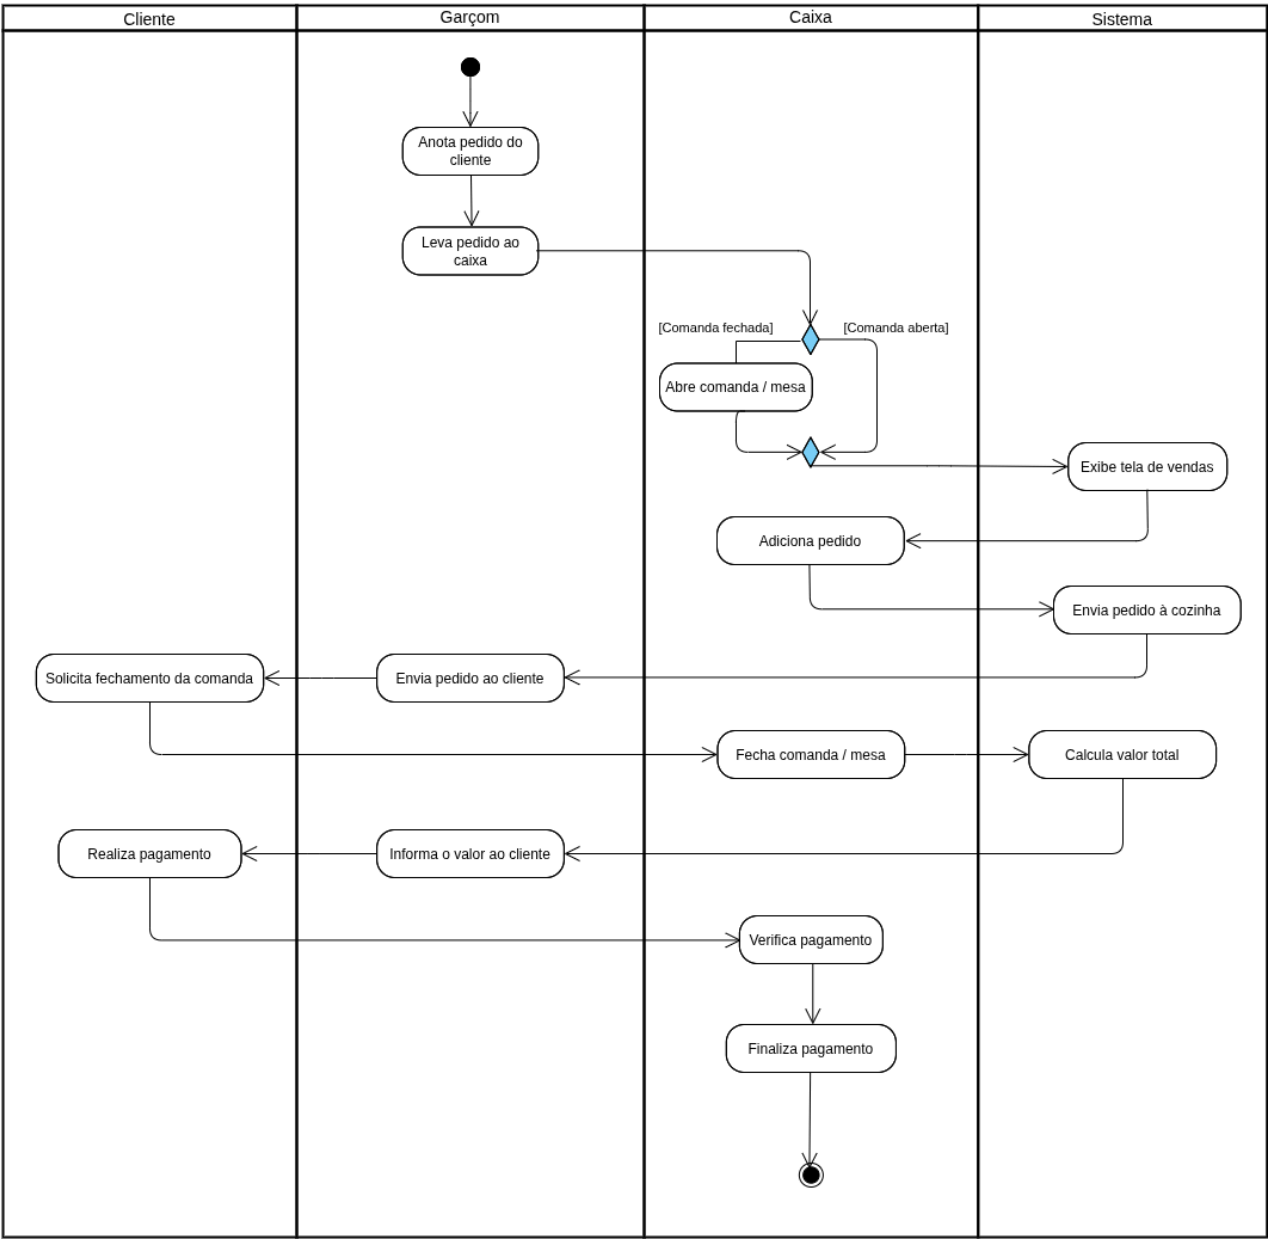 Cliente
Garçom
Caixa
Sistema
Anota pedido do
cliente
Leva pedido ao
caixa
[Comanda fechada]
[Comanda aberta]
Abre comanda / mesa
Exibe tela de vendas
Adiciona pedido
Envia pedido à cozinha
Solicita fechamento da comanda
Envia pedido ao cliente
Fecha comanda / mesa
Calcula valor total
Realiza pagamento
Informa o valor ao cliente
Verifica pagamento
Finaliza pagamento